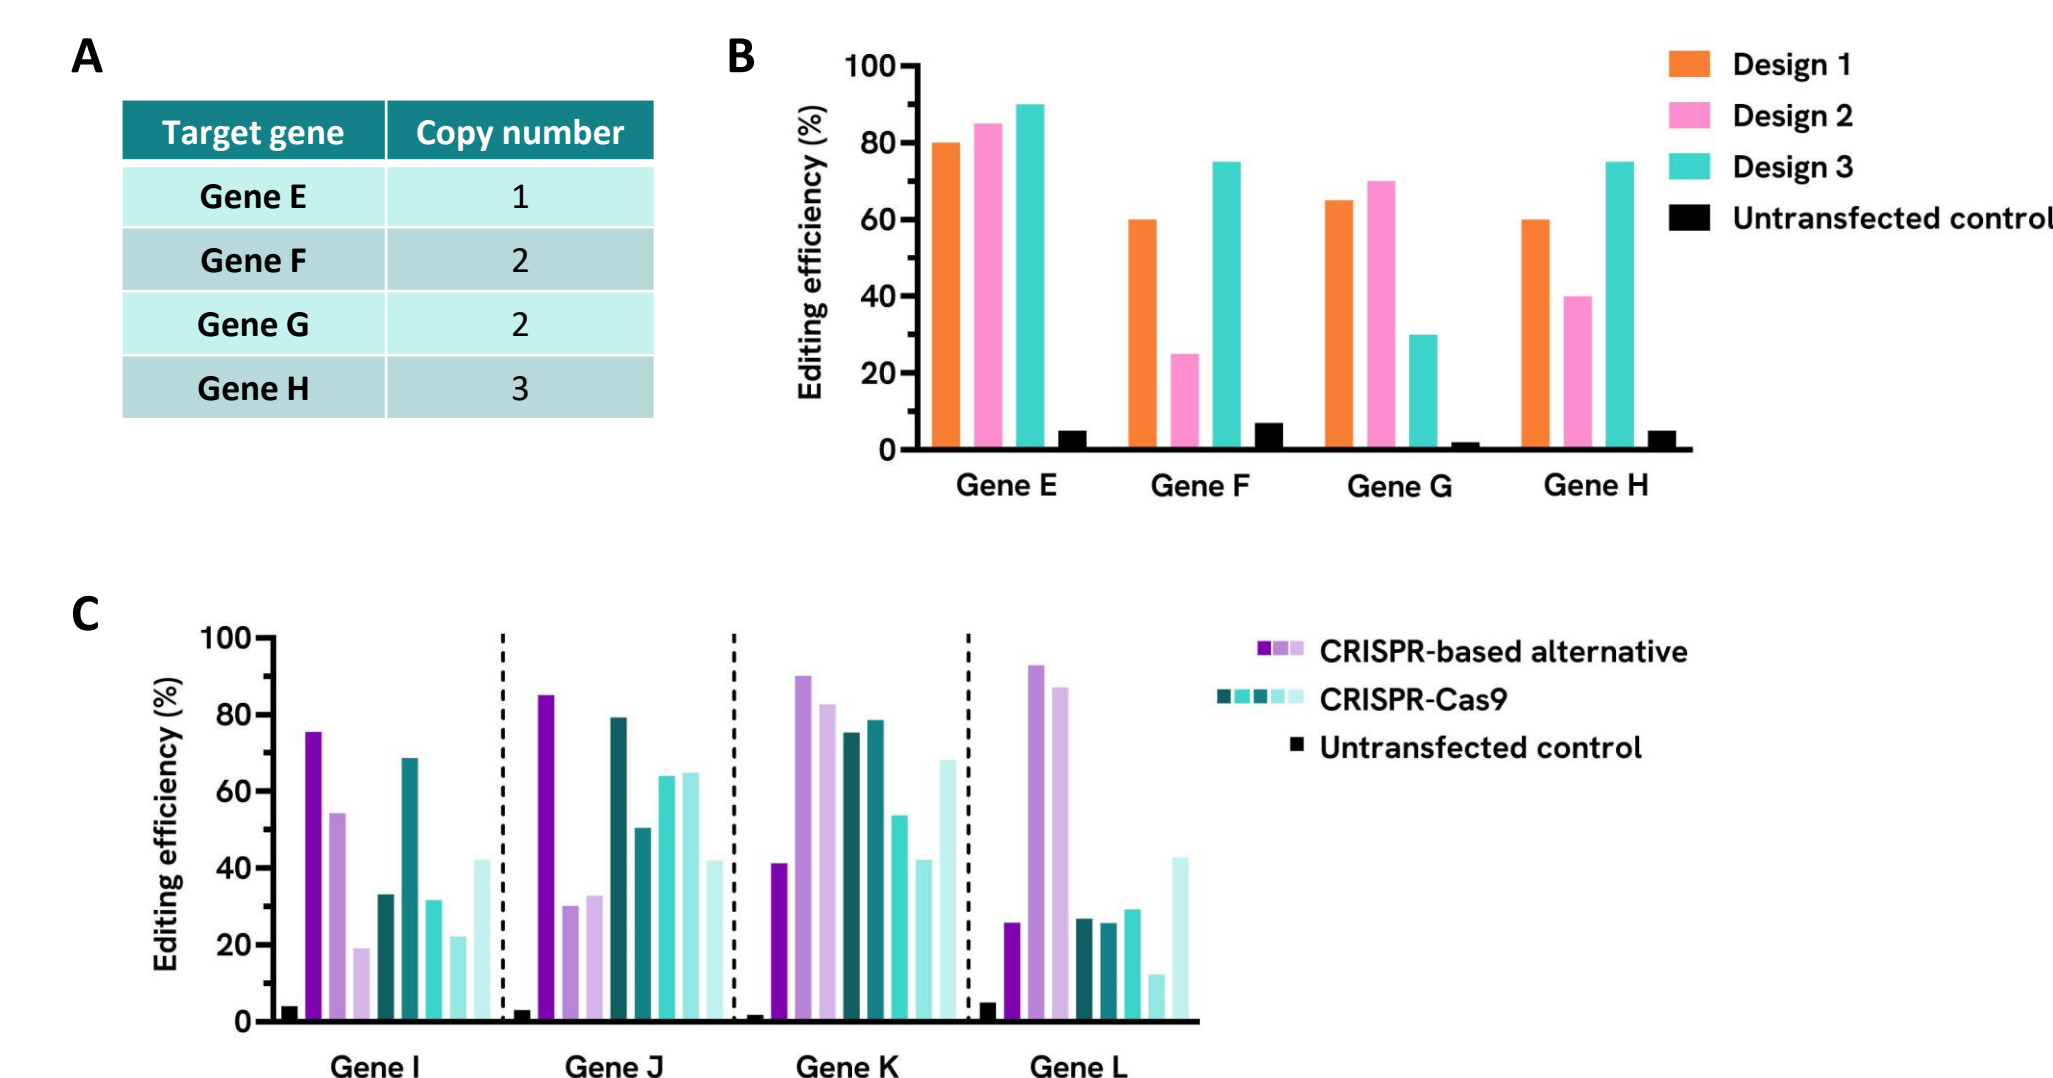 A
Target gene Copy number
Gene E 1
Gene F 2
Gene G 2
Gene H 3
B
Editing efficiency (%)
100
80
60
40
20
0
Gene E Gene F Gene G Gene H
Design 1
Design 2
Design 3
Untransfected control
C
Editing efficiency (%)
100
80
60
40
20
0
Gene I Gene J Gene K Gene L
CRISPR-based alternative
CRISPR-Cas9
Untransfected control